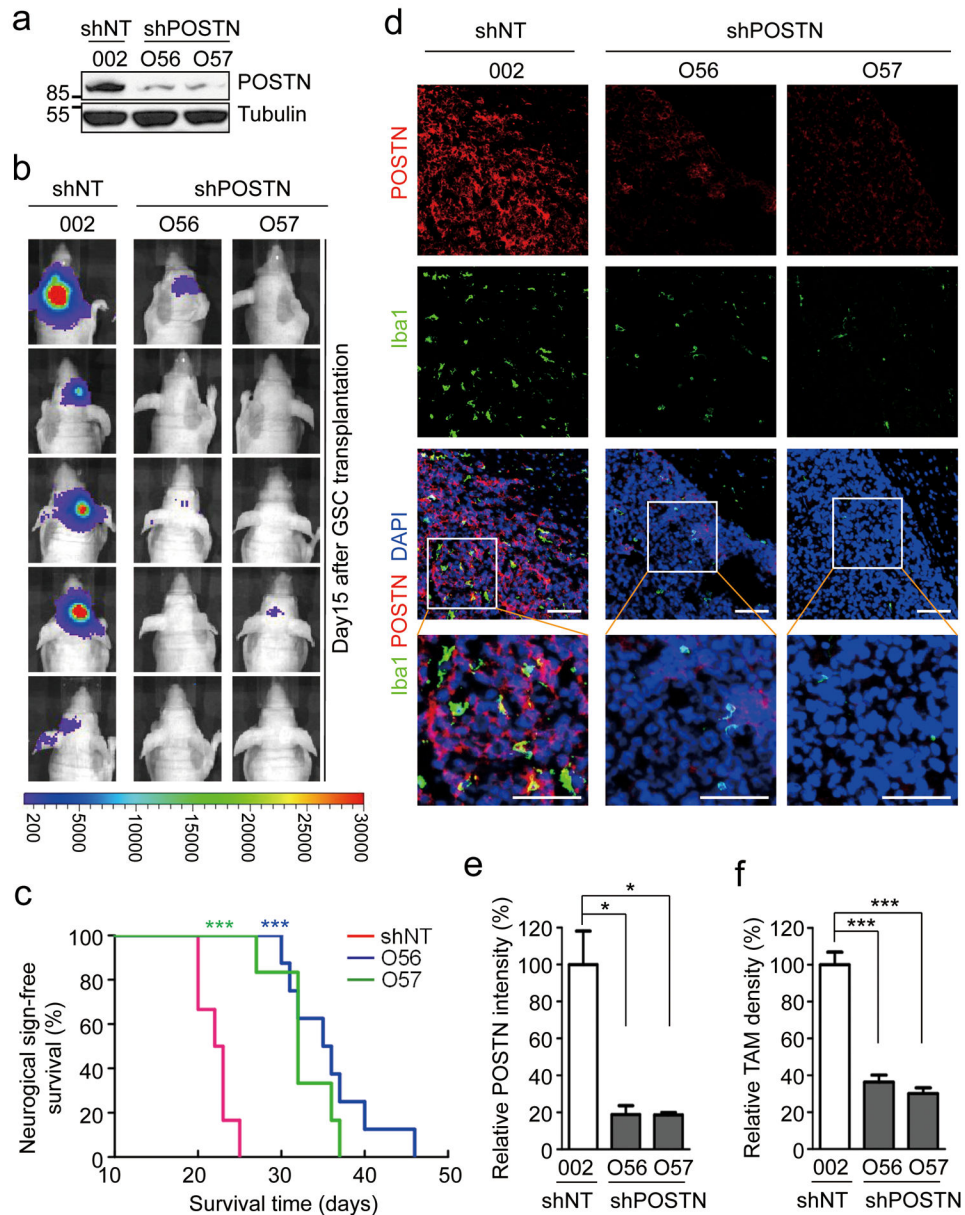 a
shNT shPOSTN
002 O56 O57
85
55
POSTN
Tubulin
b
shNT shPOSTN
002 O56 O57
Day15 after GSC transplantation
200 5000 10000 15000 20000 25000 30000
c
*** ***
shNT
O56
O57
100
80
60
40
20
0
10 20 30 40 50
Neurogical sign-free
survival (%)
Survival time (days)
d
shNT shPOSTN
002 O56 O57
POSTN
Iba1
Iba1 POSTN DAPI
e
*
*
120
100
80
60
40
20
0
Relative POSTN intensity (%)
002 O56 O57
shNT shPOSTN
f
***
***
120
100
80
60
40
20
0
Relative TAM density (%)
002 O56 O57
shNT shPOSTN